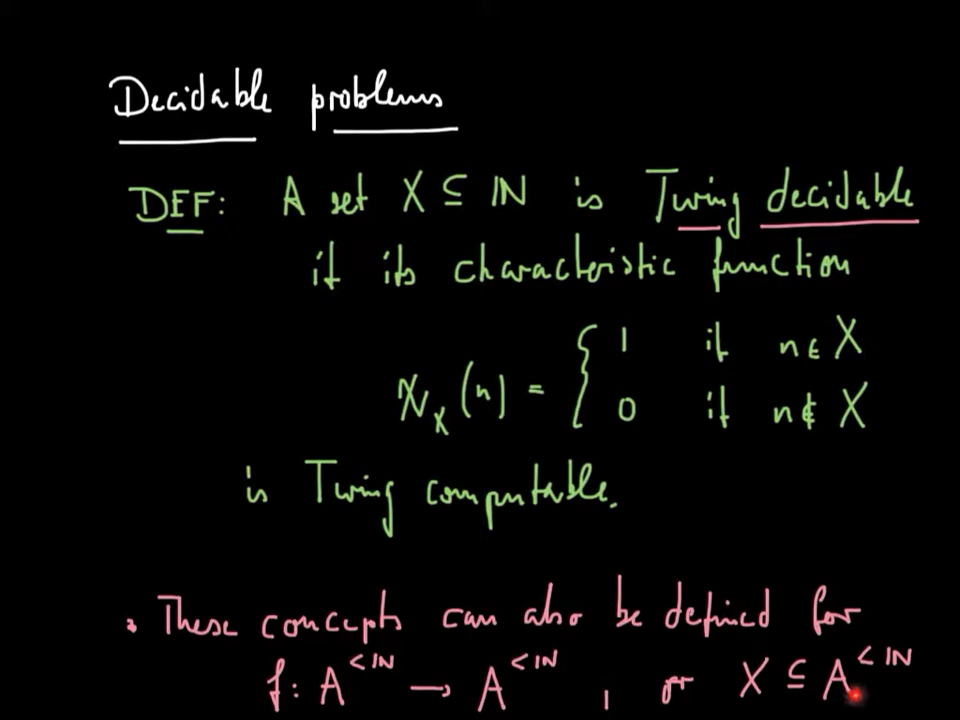 Decidable problems
DEF: A set X ⊆ ℕ is Turing decidable
if its characteristic function
χ_X(n) = { 1 if n ∈ X
0 if n ∉ X
is Turing computable.
• These concepts can also be defined for
f: A^{<ℕ} → A^{<ℕ}, or X ⊆ A^{<ℕ}